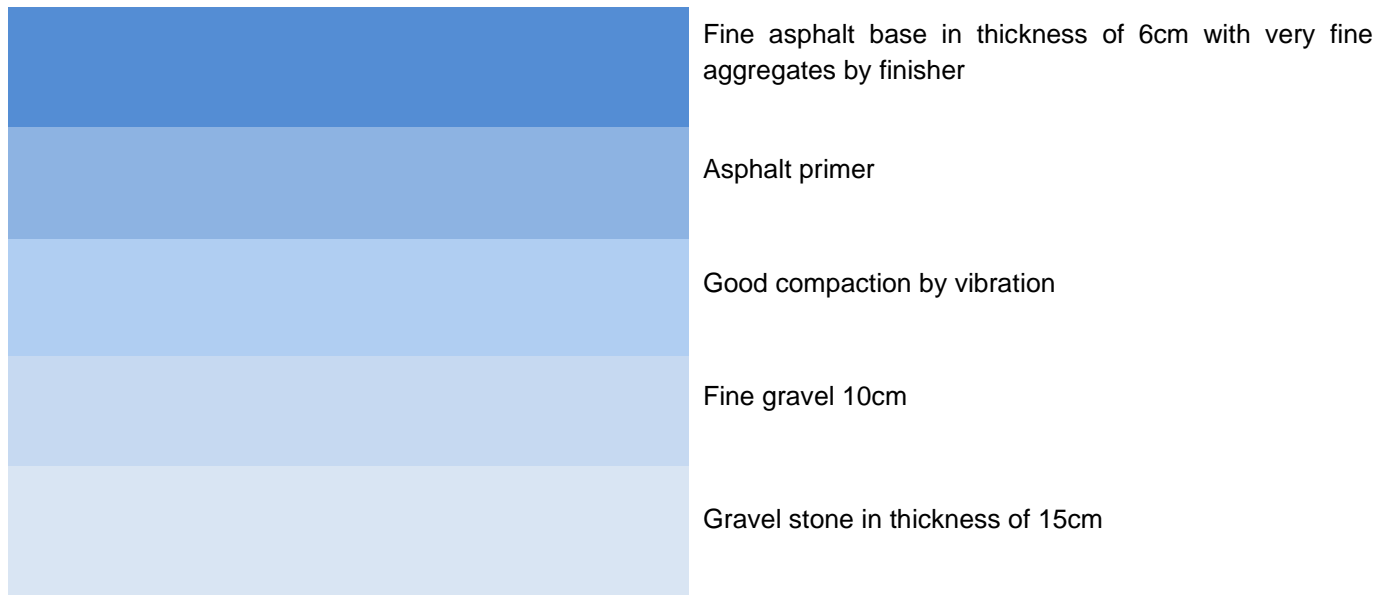 Fine asphalt base in thickness of 6cm with very fine
aggregates by finisher
Asphalt primer
Good compaction by vibration
Fine gravel 10cm
Gravel stone in thickness of 15cm